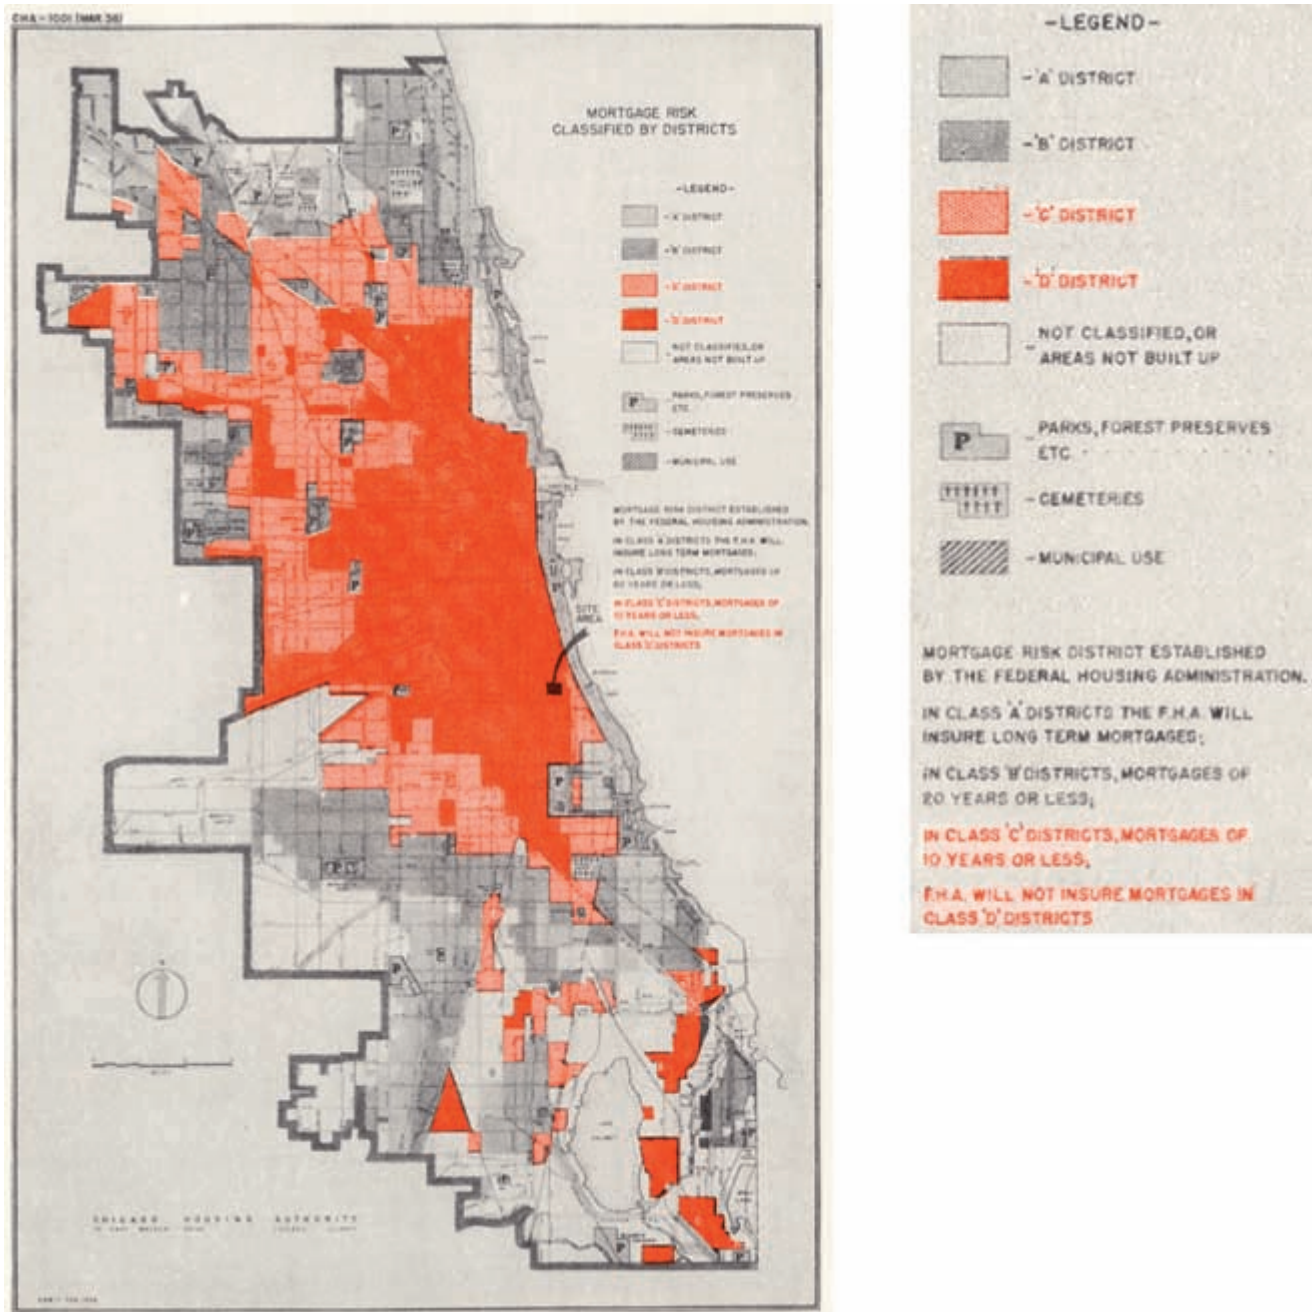 CHA-1001 (MAR. 38)
MORTGAGE RISK
CLASSIFIED BY DISTRICTS
-LEGEND-
-'A' DISTRICT
-'B' DISTRICT
-'C' DISTRICT
-'D' DISTRICT
NOT CLASSIFIED, OR
AREAS NOT BUILT UP
P
-PARKS, FOREST PRESERVES
ETC
-CEMETERIES
-MUNICIPAL USE
MORTGAGE RISK DISTRICT ESTABLISHED
BY THE FEDERAL HOUSING ADMINISTRATION.
IN CLASS 'A' DISTRICTS THE F.H.A. WILL
INSURE LONG TERM MORTGAGES;
IN CLASS 'B' DISTRICTS, MORTGAGES OF
20 YEARS OR LESS;
IN CLASS 'C' DISTRICTS, MORTGAGES OF
10 YEARS OR LESS;
F.H.A. WILL NOT INSURE MORTGAGES IN
CLASS 'D' DISTRICTS
SITE
AREA
CHICAGO HOUSING AUTHORITY
-LEGEND-
-'A' DISTRICT
-'B' DISTRICT
-'C' DISTRICT
-'D' DISTRICT
- NOT CLASSIFIED, OR
AREAS NOT BUILT UP
P
- PARKS, FOREST PRESERVES
ETC
- CEMETERIES
- MUNICIPAL USE
MORTGAGE RISK DISTRICT ESTABLISHED
BY THE FEDERAL HOUSING ADMINISTRATION.
IN CLASS 'A' DISTRICTS THE F.H.A. WILL
INSURE LONG TERM MORTGAGES;
IN CLASS 'B' DISTRICTS, MORTGAGES OF
20 YEARS OR LESS;
IN CLASS 'C' DISTRICTS, MORTGAGES OF
10 YEARS OR LESS;
F.H.A. WILL NOT INSURE MORTGAGES IN
CLASS 'D' DISTRICTS